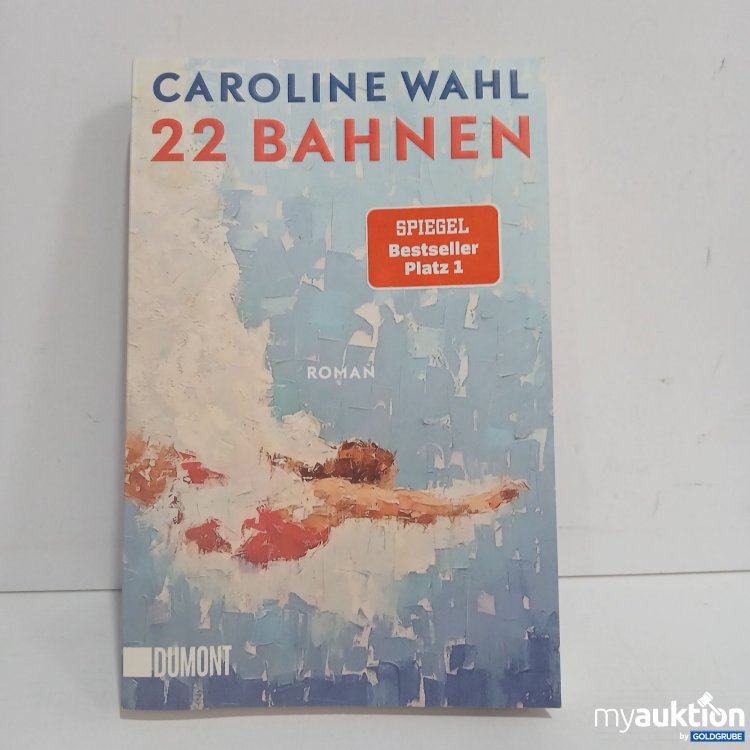 CAROLINE WAHL
22 BAHNEN
SPIEGEL
Bestseller
Platz 1
ROMAN
DUMONT
myauktion
by GOLDGRUBE